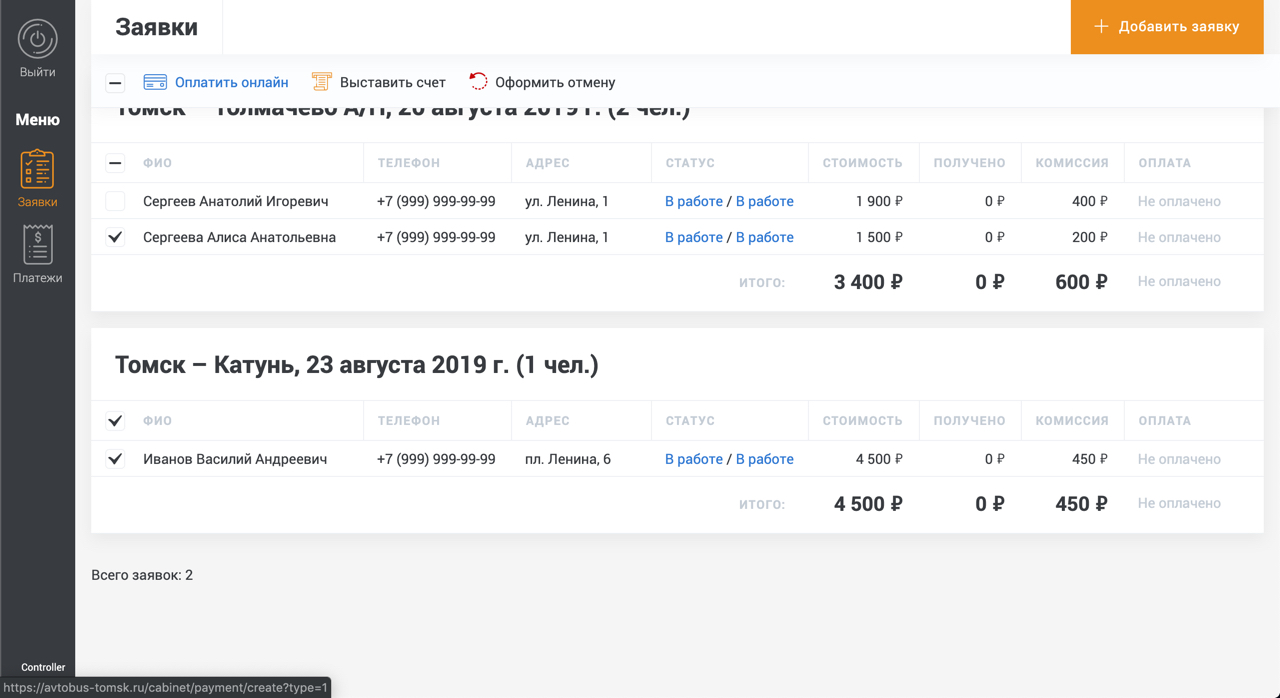 Выйти
Меню
Заявки
Платежи
Controller
https://avtobus-tomsk.ru/cabinet/payment/create?type=1
Заявки
+ Добавить заявку
Оплатить онлайн Выставить счет Оформить отмену
Томск – Толмачево А/П, 20 августа 2019 г. (2 чел.)
ФИО ТЕЛЕФОН АДРЕС СТАТУС СТОИМОСТЬ ПОЛУЧЕНО КОМИССИЯ ОПЛАТА
Сергеев Анатолий Игоревич +7 (999) 999-99-99 ул. Ленина, 1 В работе / В работе 1 900 ₽ 0 ₽ 400 ₽ Не оплачено
Сергеева Алиса Анатольевна +7 (999) 999-99-99 ул. Ленина, 1 В работе / В работе 1 500 ₽ 0 ₽ 200 ₽ Не оплачено
ИТОГО: 3 400 ₽ 0 ₽ 600 ₽ Не оплачено
Томск – Катунь, 23 августа 2019 г. (1 чел.)
ФИО ТЕЛЕФОН АДРЕС СТАТУС СТОИМОСТЬ ПОЛУЧЕНО КОМИССИЯ ОПЛАТА
Иванов Василий Андреевич +7 (999) 999-99-99 пл. Ленина, 6 В работе / В работе 4 500 ₽ 0 ₽ 450 ₽ Не оплачено
ИТОГО: 4 500 ₽ 0 ₽ 450 ₽ Не оплачено
Всего заявок: 2